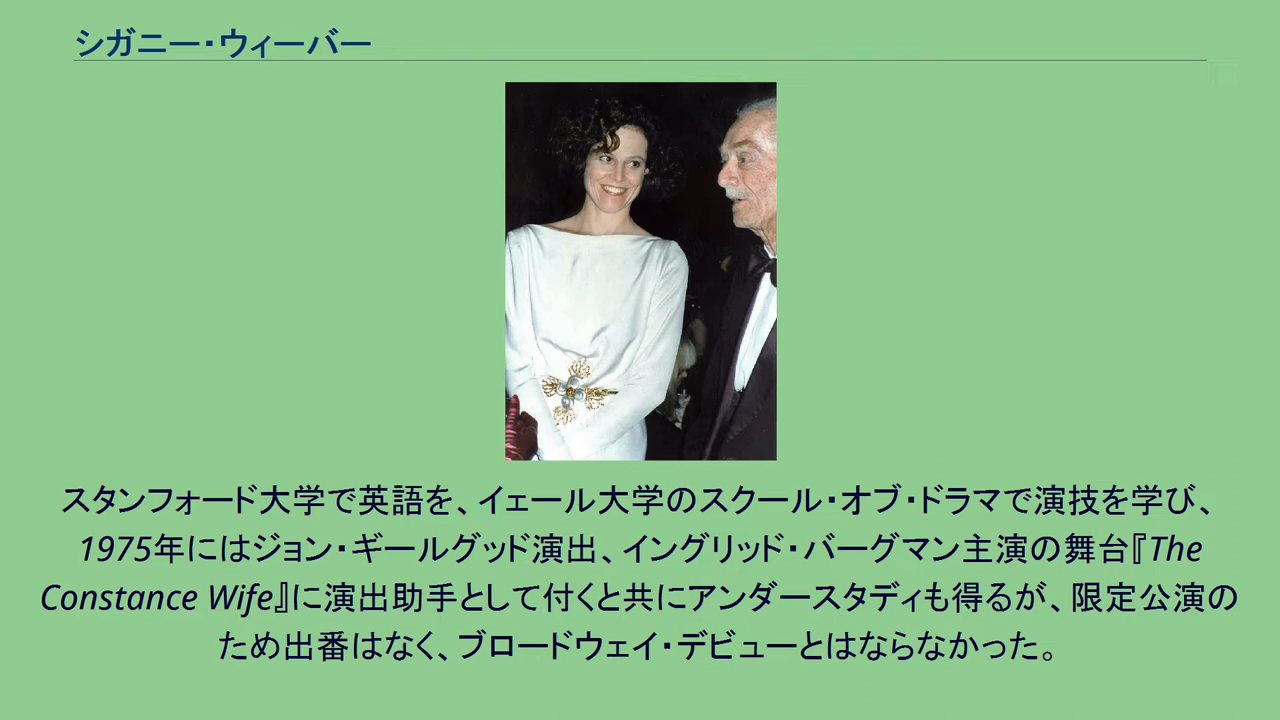 シガニー・ウィーバー
スタンフォード大学で英語を、イェール大学のスクール・オブ・ドラマで演技を学び、
1975年にはジョン・ギールグッド演出、イングリッド・バーグマン主演の舞台『The
Constance Wife』に演出助手として付くと共にアンダースタディも得るが、限定公演の
ため出番はなく、ブロードウェイ・デビューとはならなかった。